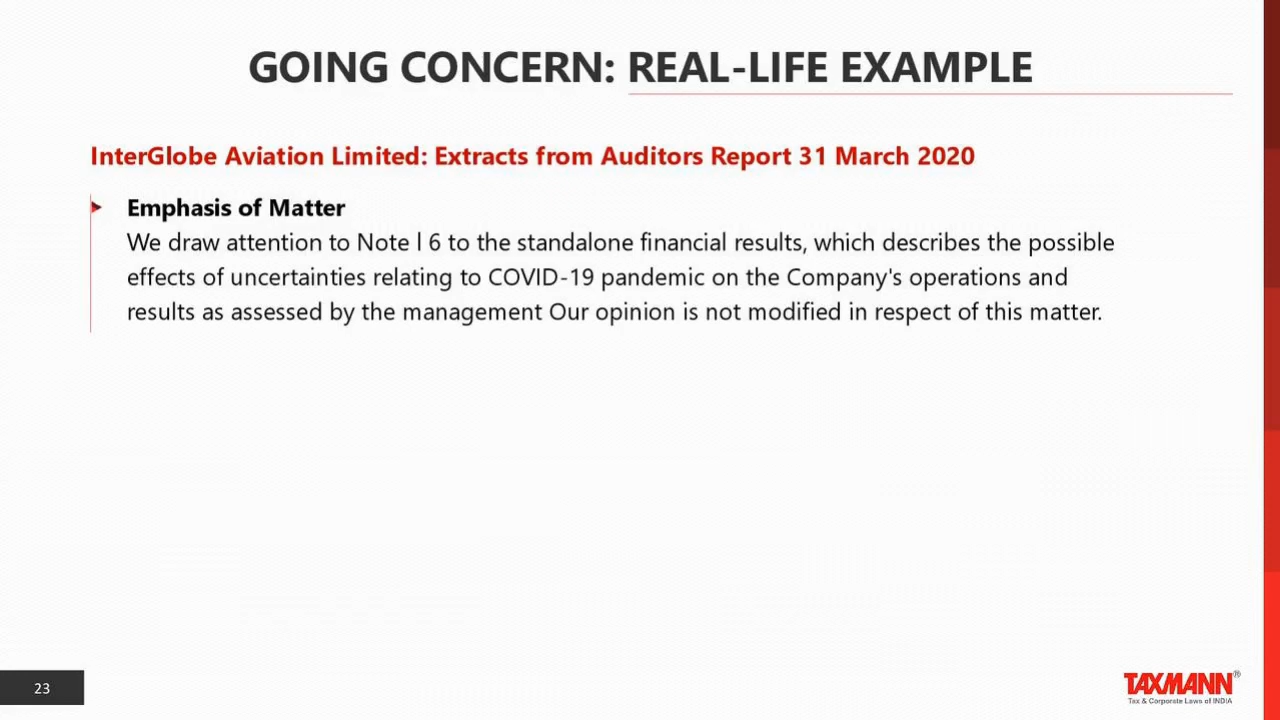 GOING CONCERN: REAL-LIFE EXAMPLE
InterGlobe Aviation Limited: Extracts from Auditors Report 31 March 2020
Emphasis of Matter
We draw attention to Note l 6 to the standalone financial results, which describes the possible
effects of uncertainties relating to COVID-19 pandemic on the Company's operations and
results as assessed by the management Our opinion is not modified in respect of this matter.
23
TAXMANN®
Tax & Corporate Laws of INDIA